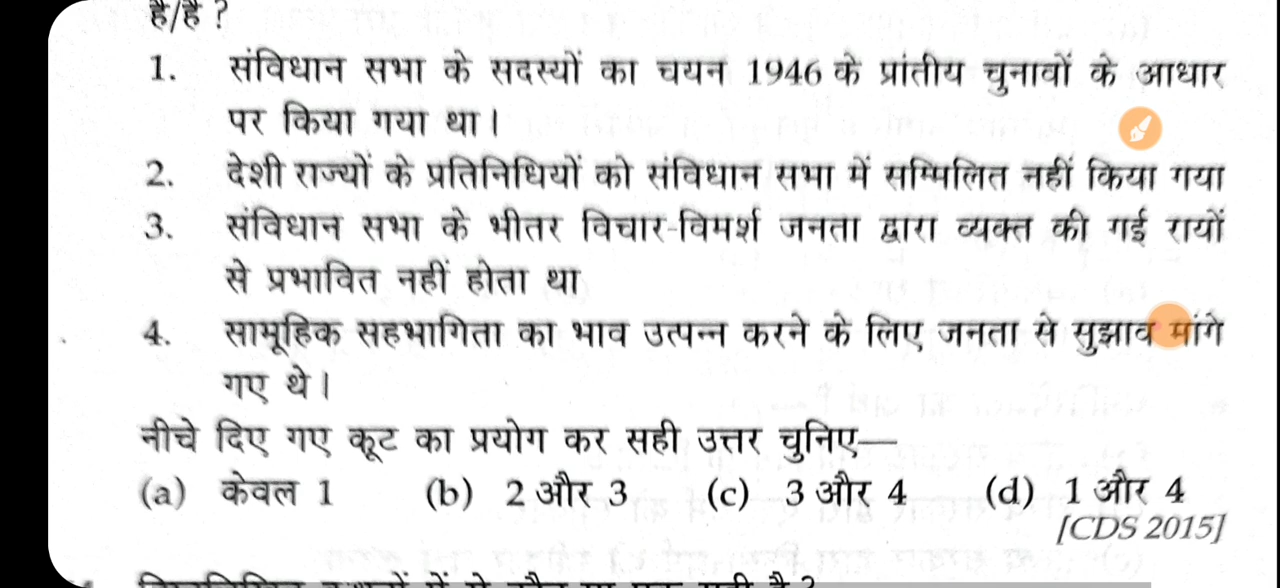 है/हैं ?
1. संविधान सभा के सदस्यों का चयन 1946 के प्रांतीय चुनावों के आधार
पर किया गया था।
2. देशी राज्यों के प्रतिनिधियों को संविधान सभा में सम्मिलित नहीं किया गया
3. संविधान सभा के भीतर विचार-विमर्श जनता द्वारा व्यक्त की गई रायों
से प्रभावित नहीं होता था
4. सामूहिक सहभागिता का भाव उत्पन्न करने के लिए जनता से सुझाव मांगे
गए थे।
नीचे दिए गए कूट का प्रयोग कर सही उत्तर चुनिए—
(a) केवल 1 (b) 2 और 3 (c) 3 और 4 (d) 1 और 4
[CDS 2015]